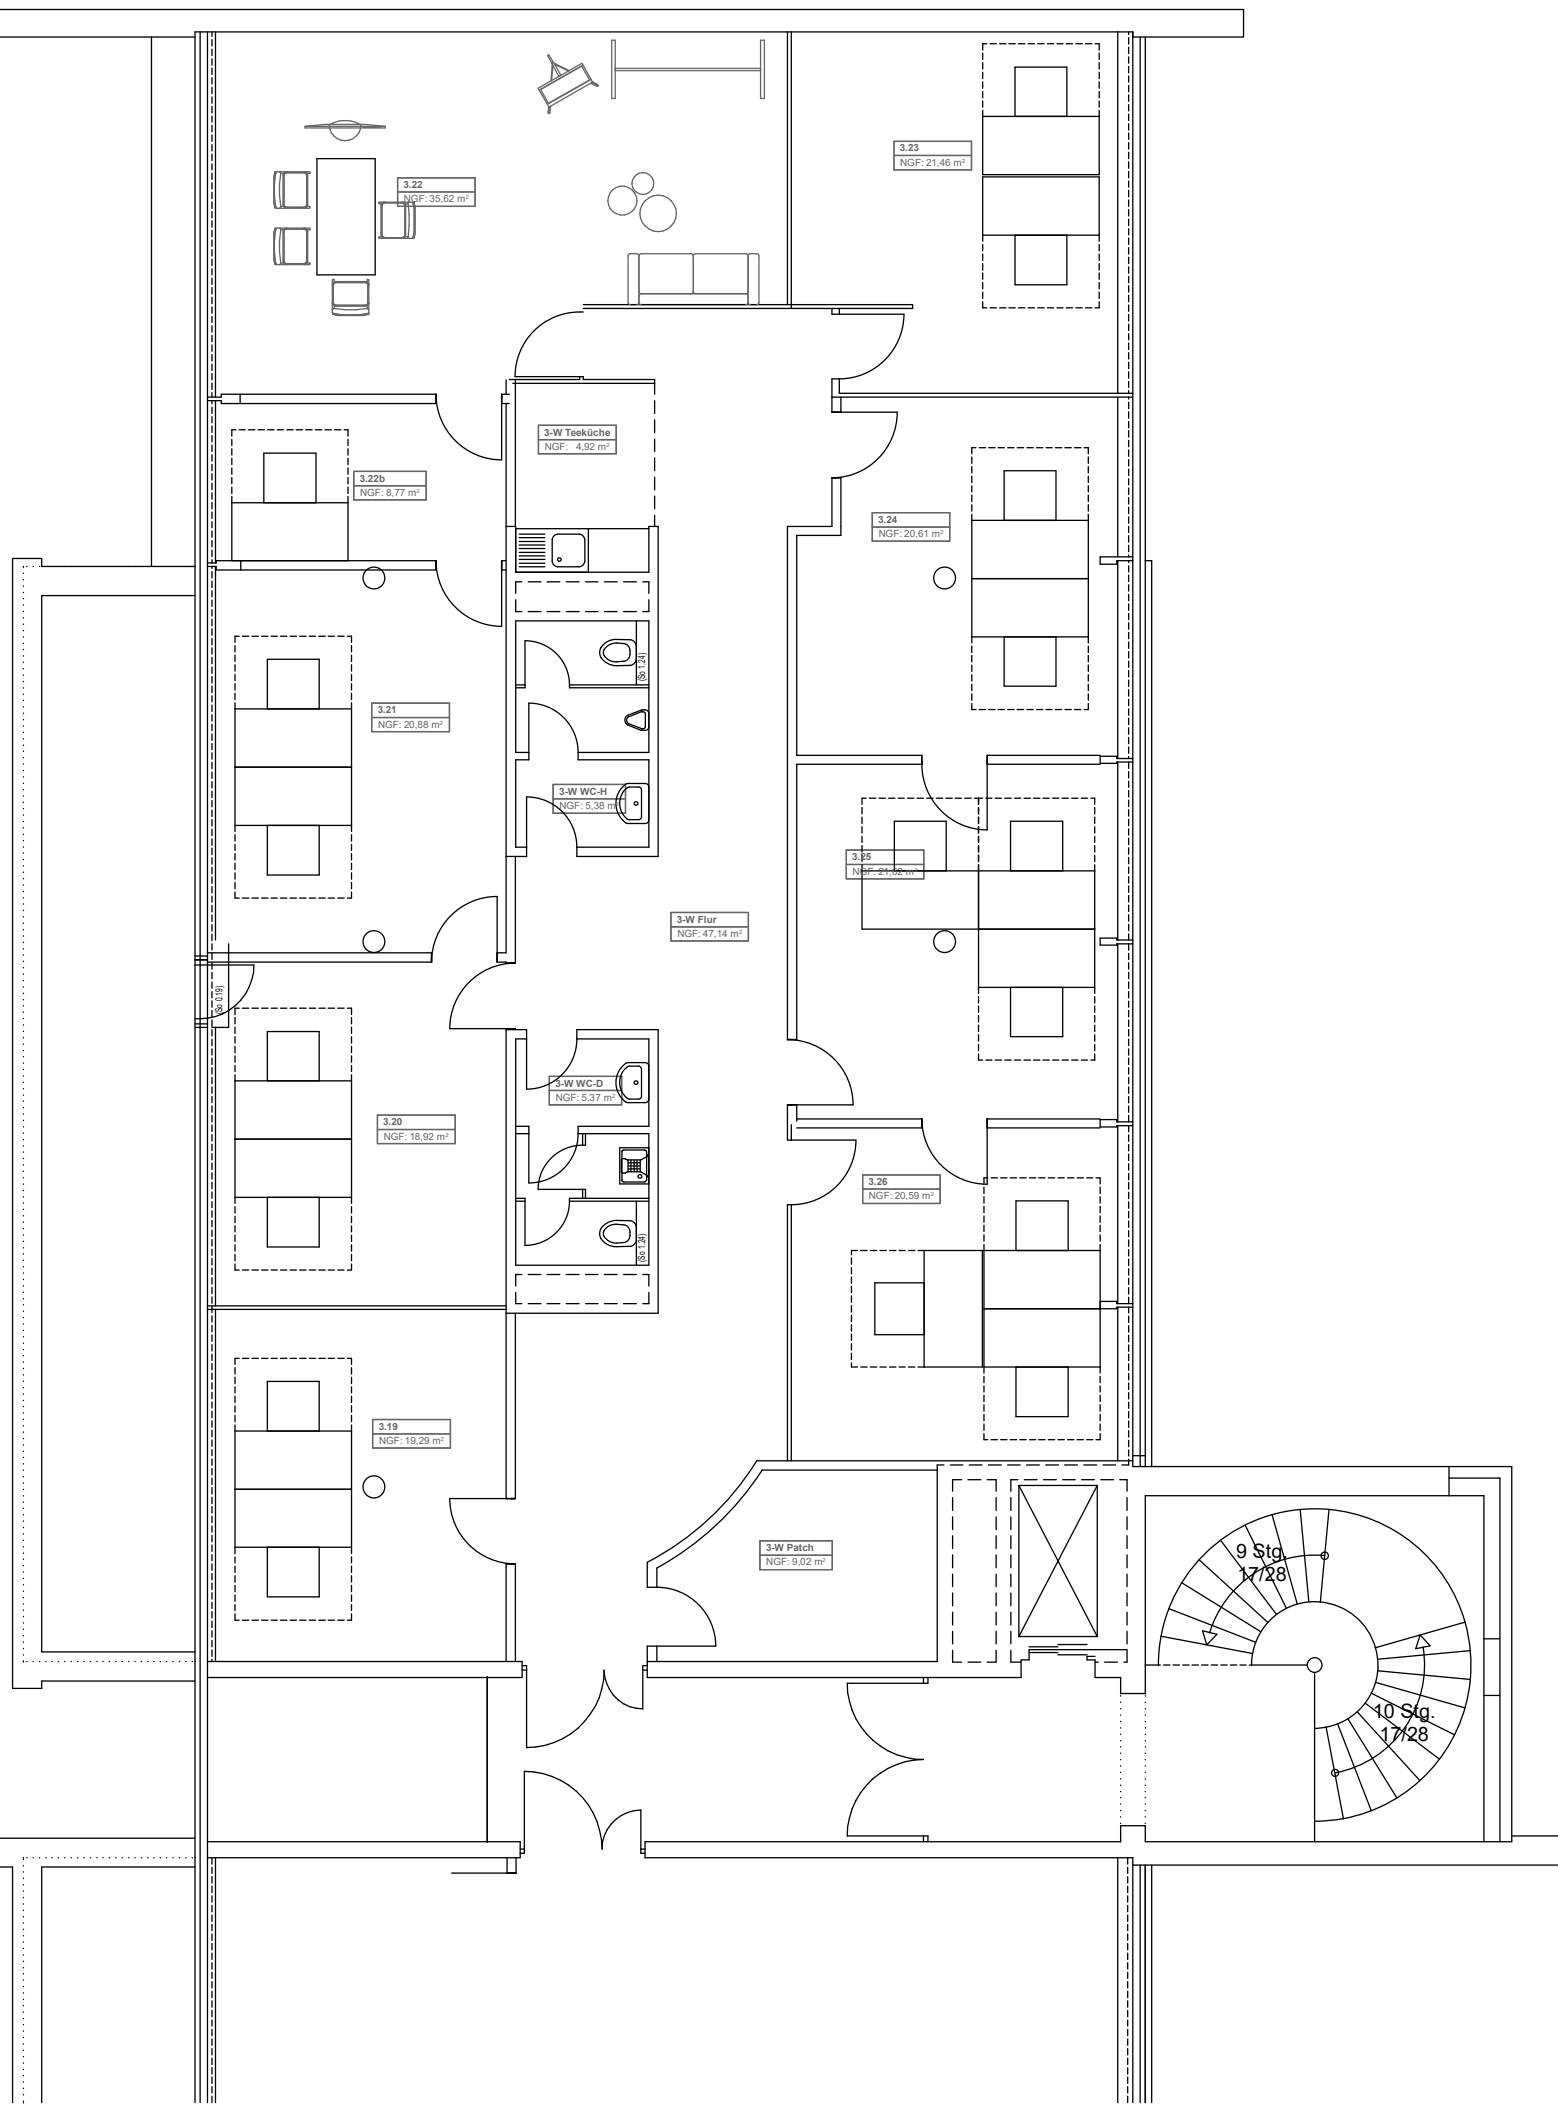 3.23
NGF: 21,46 m²
3.22
NGF: 35,62 m²
3-W Teeküche
NGF: 4,92 m²
3.22b
NGF: 8,77 m²
3.24
NGF: 20,61 m²
(So 1.24)
3.21
NGF: 20,88 m²
3-W WC-H
NGF: 5,38 m²
3.25
NGF: m²
3-W Flur
NGF: 47,14 m²
(So 0.19)
3-W WC-D
NGF: 5,37 m²
3.20
NGF: 18,92 m²
3.26
NGF: 20,59 m²
(So 1.24)
3.19
NGF: 19,29 m²
3-W Patch
NGF: 9,02 m²
9 Stg.
17/28
10 Stg.
17/28